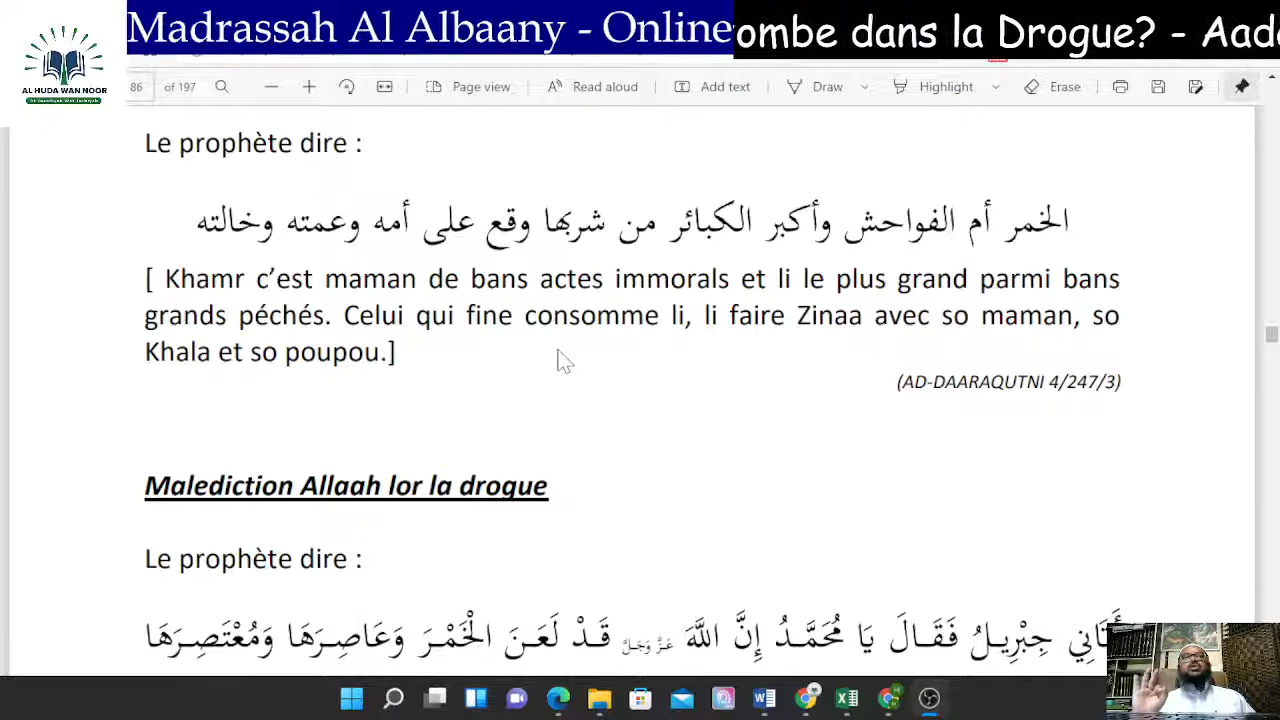 Madrassah Al Albaany - Online
ombe dans la Drogue? - Aad
AL HUDA WAN NOOR
86 of 197 Page view Read aloud Add text Draw Highlight Erase
Le prophète dire :
الخمر أم الفواحش وأكبر الكبائر من شربها وقع على أمه وعمته وخالته
[ Khamr c’est maman de bans actes immorals et li le plus grand parmi bans
grands péchés. Celui qui fine consomme li, li faire Zinaa avec so maman, so
Khala et so poupou.]
(AD-DAARAQUTNI 4/247/3)
Malediction Allaah lor la drogue
Le prophète dire :
أَتَانِي جِبْرِيلُ فَقَالَ يَا مُحَمَّدُ إِنَّ اللَّهَ عَزَّ وَجَلَّ قَدْ لَعَنَ الْخَمْرَ وَعَاصِرَهَا وَمُعْتَصِرَهَا